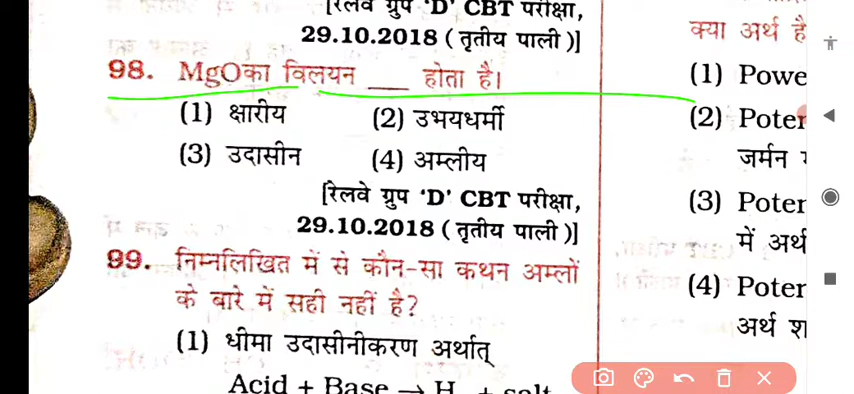 [रेलवे ग्रुप ‘D’ CBT परीक्षा,
29.10.2018 ( तृतीय पाली )]
98. MgOका विलयन ___ होता है।
(1) क्षारीय (2) उभयधर्मी
(3) उदासीन (4) अम्लीय
[रेलवे ग्रुप ‘D’ CBT परीक्षा,
29.10.2018 ( तृतीय पाली )]
99. निम्नलिखित में से कौन-सा कथन अम्लों
के बारे में सही नहीं है?
(1) धीमा उदासीनीकरण अर्थात्
Acid + Base → H + salt
क्या अर्थ है
(1) Powe
(2) Poter
जर्मन
(3) Poter
में अर्थ
(4) Poter
अर्थ श